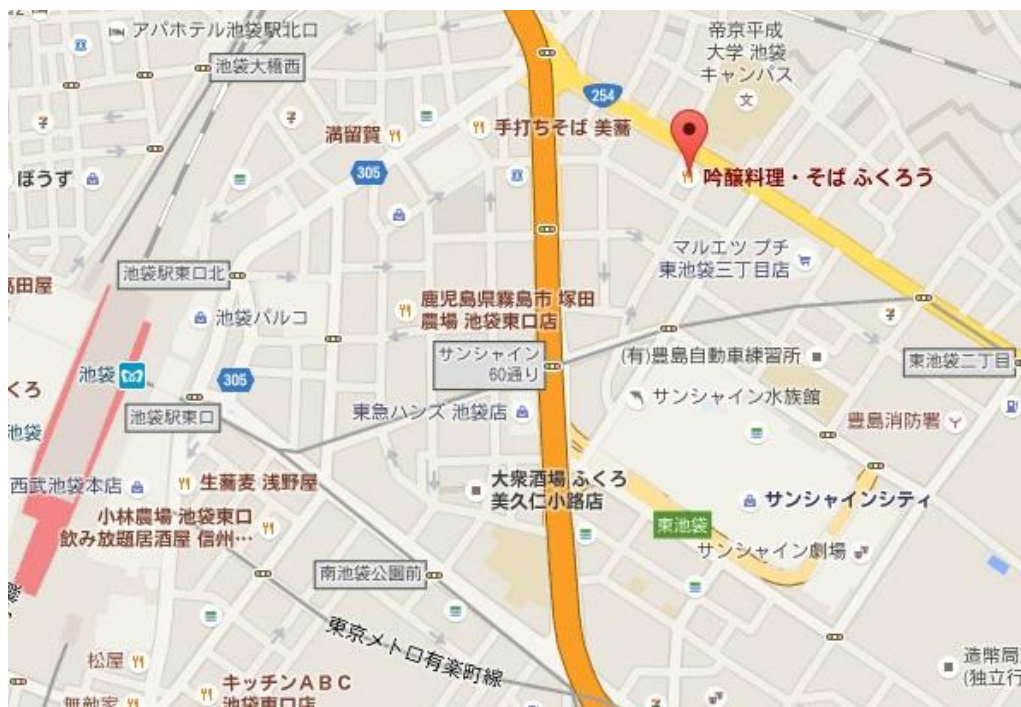 アパホテル池袋駅北口
池袋大橋西
帝京平成
大学 池袋
キャンパス
254
満留賀
手打ちそば 美蕎
305
ぼうず
吟醸料理・そば ふくろう
マルエツ プチ
東池袋三丁目店
池袋駅東口北
高田屋
池袋パルコ
鹿児島県霧島市 塚田
農場 池袋東口店
サンシャイン
60通り
(有)豊島自動車練習所
東池袋二丁目
池袋
305
くろ
池袋
池袋駅東口
東急ハンズ 池袋店
サンシャイン水族館
豊島消防署
西武池袋本店
生蕎麦 浅野屋
大衆酒場 ふくろ
美久仁小路店
サンシャインシティ
小林農場 池袋東口
飲み放題居酒屋 信州…
東池袋
サンシャイン劇場
南池袋公園前
東京メトロ有楽町線
造幣局
(独立行
松屋
キッチンABC
池袋東口店
無敵家